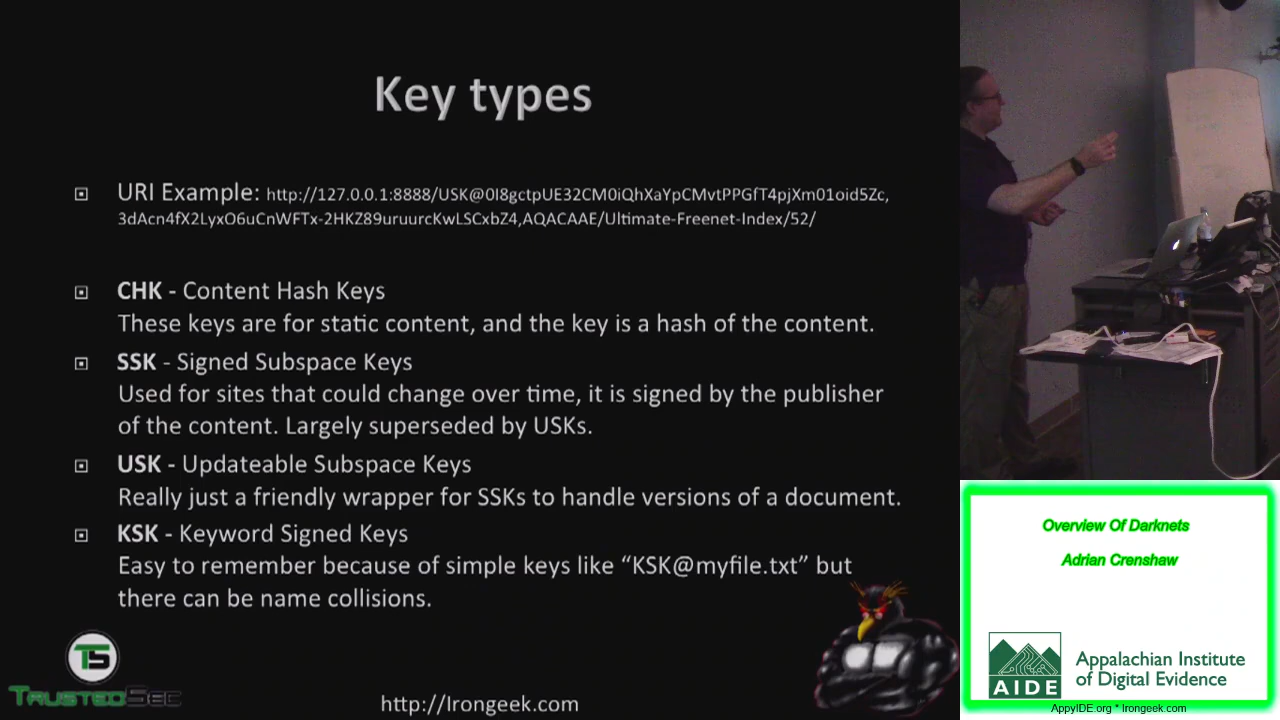 Key types
URI Example: http://127.0.0.1:8888/USK@0I8gctpUE32CM0iQhXaYpCMvtPPGfT4pjXm01oid5Zc,
3dAcn4fX2LyxO6uCnWFTx-2HKZ89uruurcKwLSCxbZ4,AQACAAE/Ultimate-Freenet-Index/52/
CHK - Content Hash Keys
These keys are for static content, and the key is a hash of the content.
SSK - Signed Subspace Keys
Used for sites that could change over time, it is signed by the publisher
of the content. Largely superseded by USKs.
USK - Updateable Subspace Keys
Really just a friendly wrapper for SSKs to handle versions of a document.
KSK - Keyword Signed Keys
Easy to remember because of simple keys like “KSK@myfile.txt” but
there can be name collisions.
TS
TRUSTEDSEC
http://Irongeek.com
Overview Of Darknets
Adrian Crenshaw
AIDE
Appalachian Institute
of Digital Evidence
AppyIDE.org * Irongeek.com